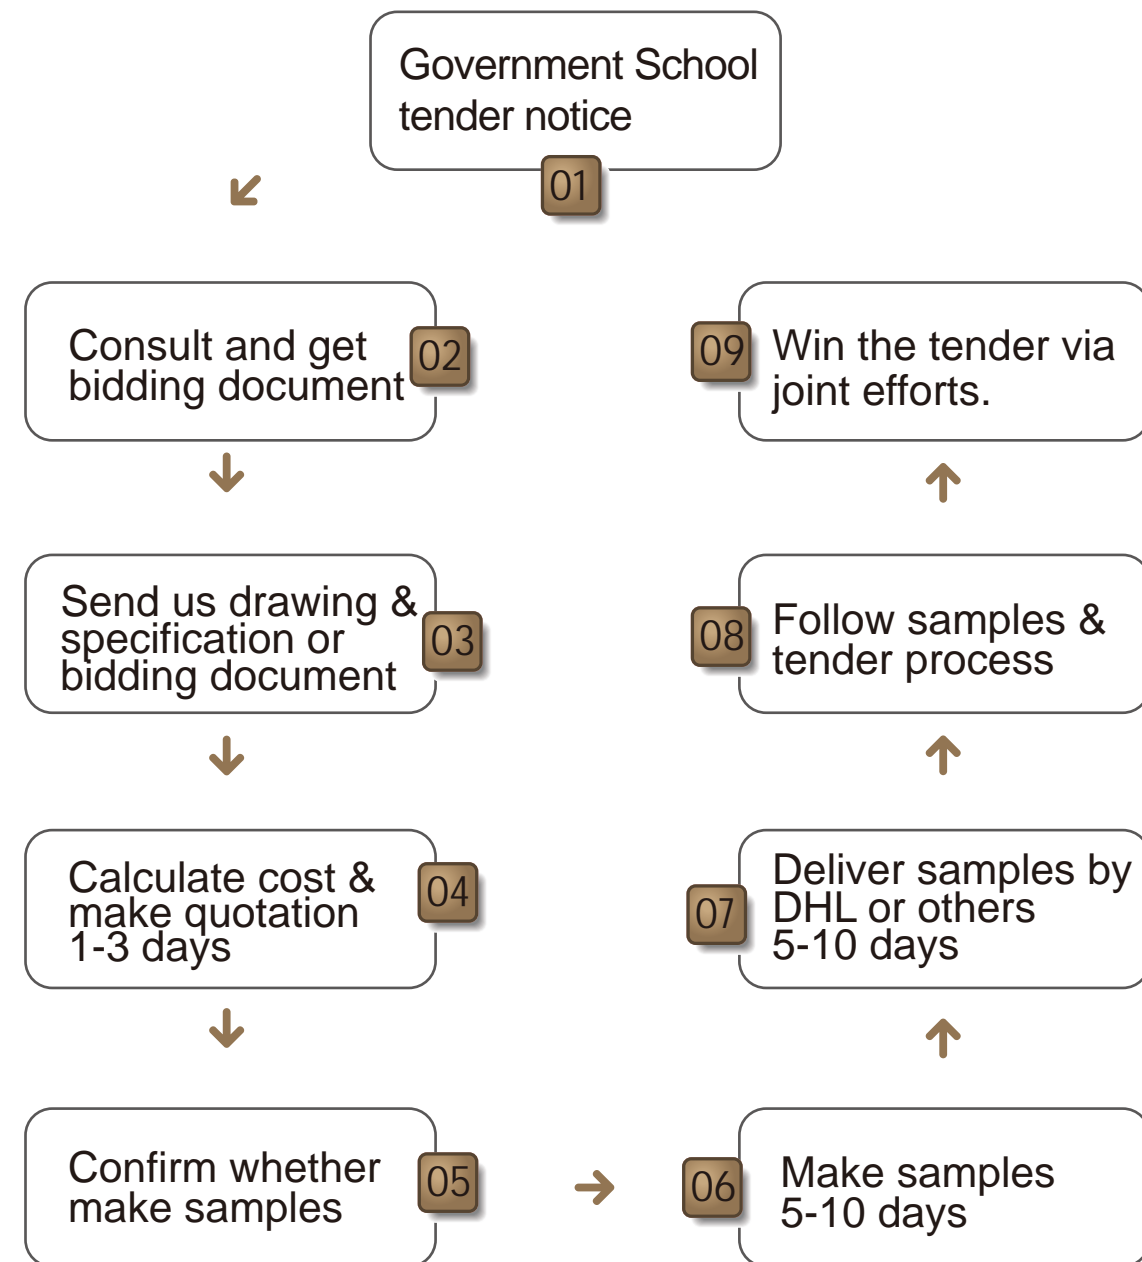 Government School
tender notice
01
Consult and get
bidding document
02
Send us drawing &
specification or
bidding document
03
Calculate cost &
make quotation
1-3 days
04
Confirm whether
make samples
05
06
Make samples
5-10 days
07
Deliver samples by
DHL or others
5-10 days
08
Follow samples &
tender process
09
Win the tender via
joint efforts.